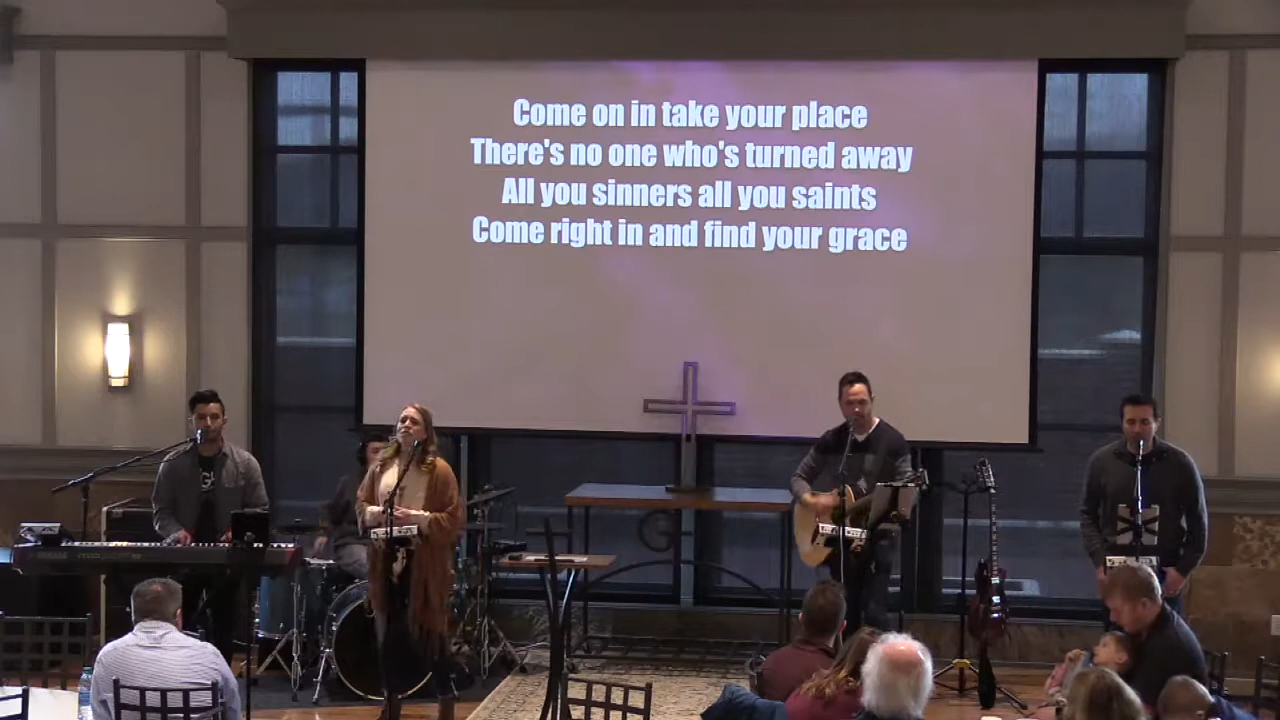 Come on in take your place
There's no one who's turned away
All you sinners all you saints
Come right in and find your grace
YAMAHA